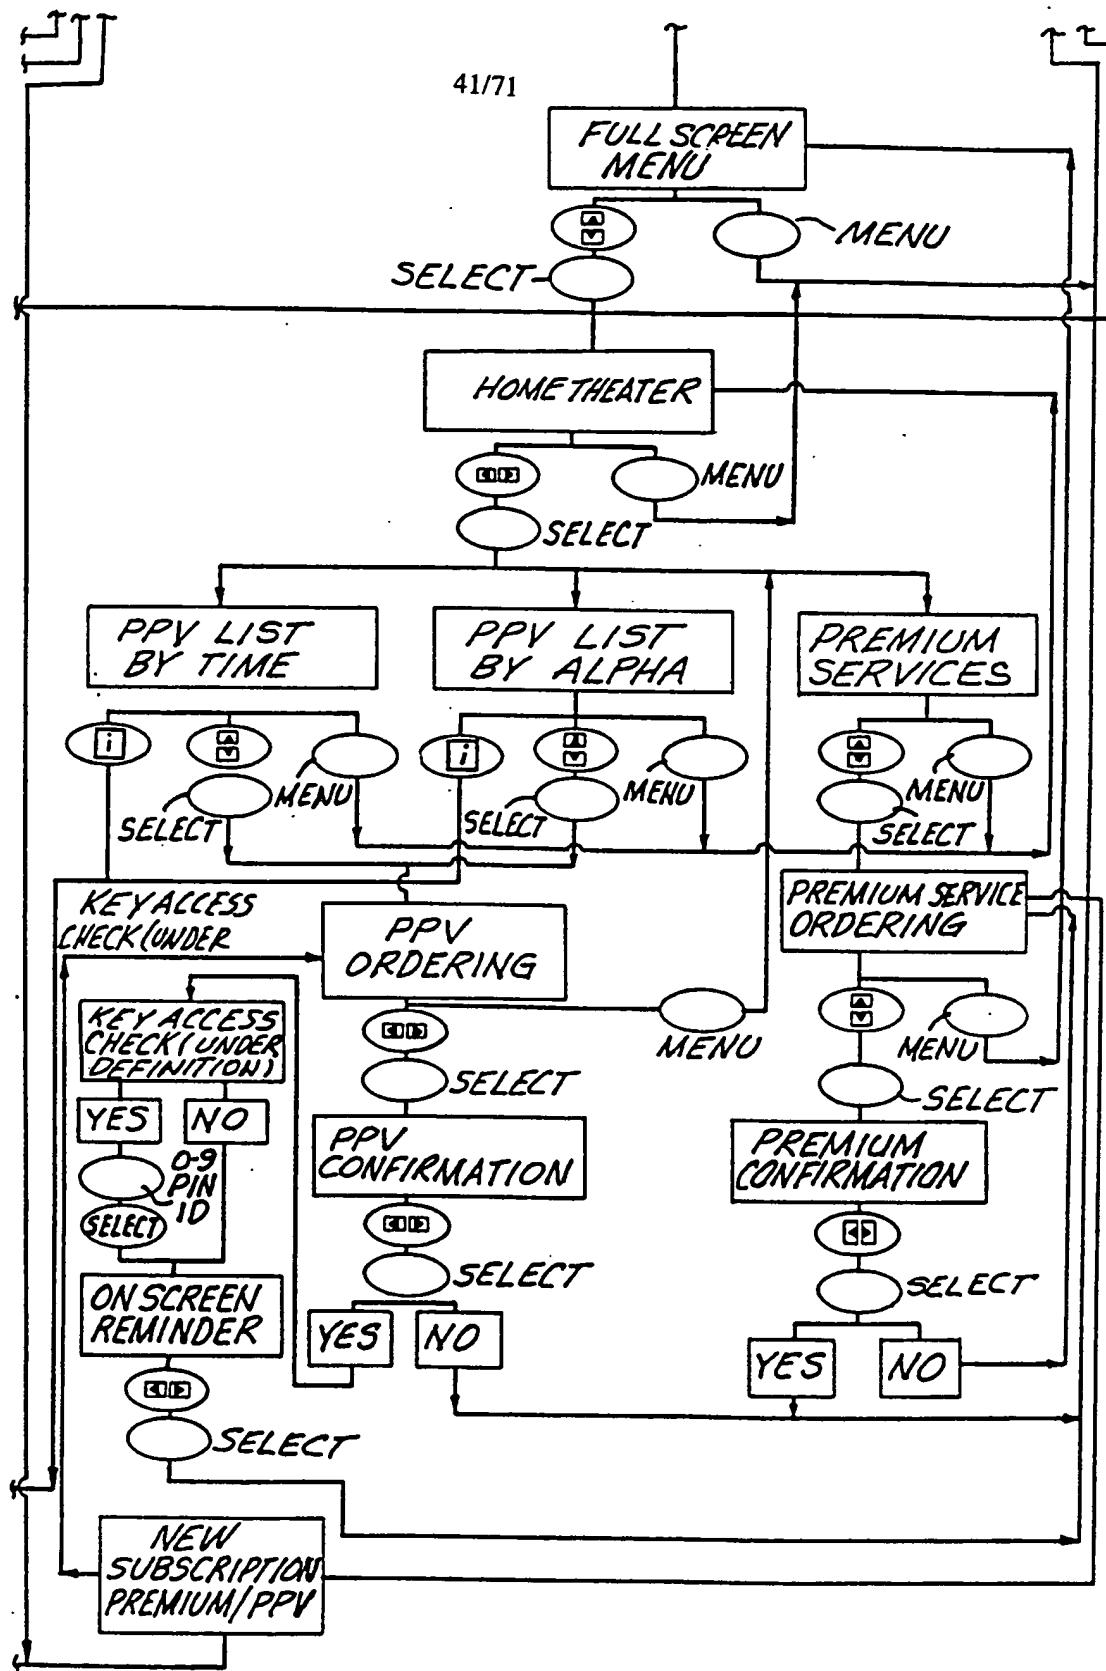 41/71
FULL SCREEN
MENU
MENU
SELECT
HOME THEATER
MENU
SELECT
PPV LIST
BY TIME
PPV LIST
BY ALPHA
PREMIUM
SERVICES
i
i
MENU
SELECT
MENU
SELECT
MENU
SELECT
KEY ACCESS
CHECK (UNDER
PPV
ORDERING
PREMIUM SERVICE
ORDERING
KEY ACCESS
CHECK (UNDER
DEFINITION)
MENU
MENU
SELECT
SELECT
YES
NO
0-9
PIN
ID
SELECT
PPV
CONFIRMATION
PREMIUM
CONFIRMATION
SELECT
SELECT
ON SCREEN
REMINDER
YES
NO
YES
NO
SELECT
NEW
SUBSCRIPTION
PREMIUM/PPV